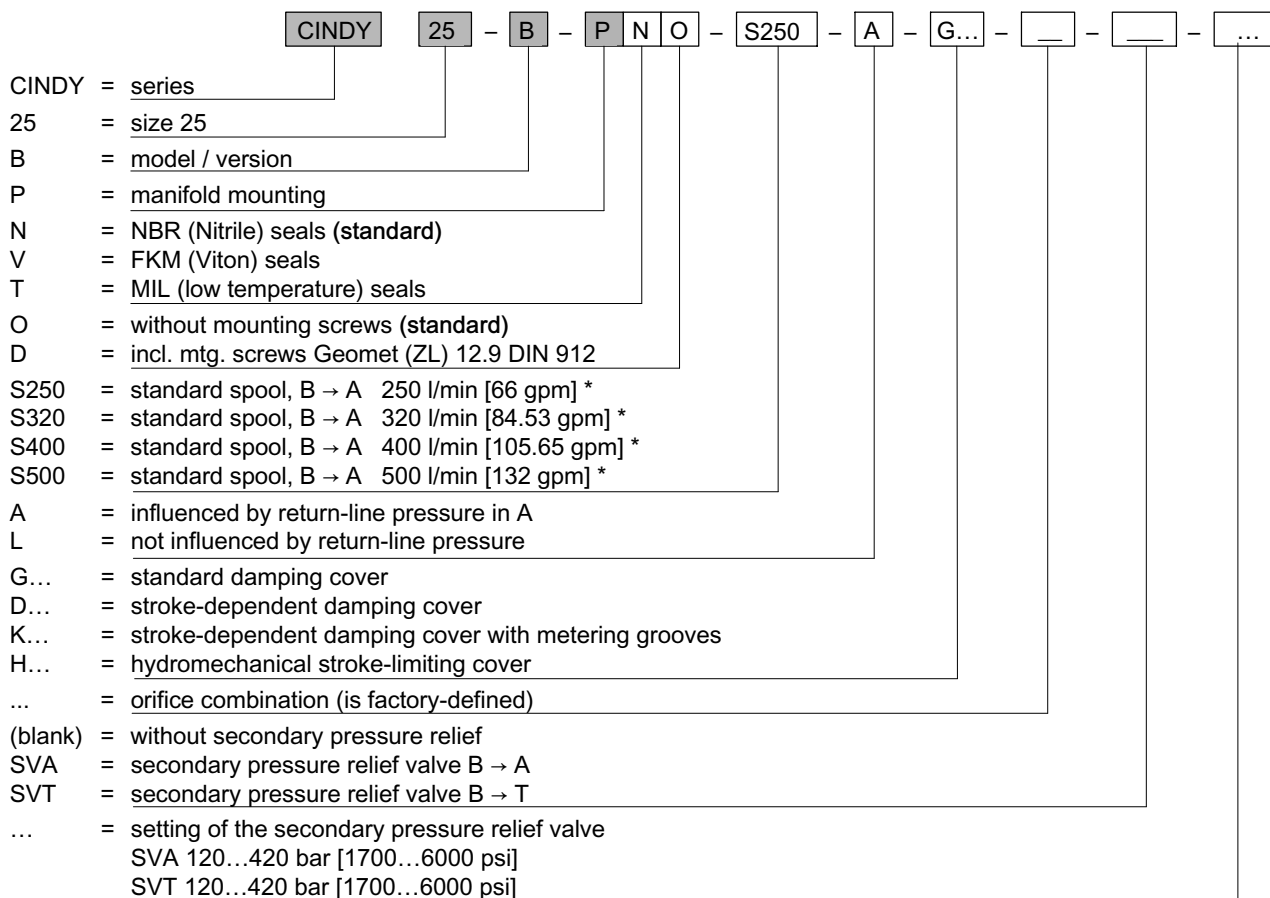 CINDY 25 – B – P N O – S250 – A – G… – __ – ___ – …
CINDY = series
25 = size 25
B = model / version
P = manifold mounting
N = NBR (Nitrile) seals (standard)
V = FKM (Viton) seals
T = MIL (low temperature) seals
O = without mounting screws (standard)
D = incl. mtg. screws Geomet (ZL) 12.9 DIN 912
S250 = standard spool, B → A 250 l/min [66 gpm] *
S320 = standard spool, B → A 320 l/min [84.53 gpm] *
S400 = standard spool, B → A 400 l/min [105.65 gpm] *
S500 = standard spool, B → A 500 l/min [132 gpm] *
A = influenced by return-line pressure in A
L = not influenced by return-line pressure
G… = standard damping cover
D… = stroke-dependent damping cover
K… = stroke-dependent damping cover with metering grooves
H… = hydromechanical stroke-limiting cover
... = orifice combination (is factory-defined)
(blank) = without secondary pressure relief
SVA = secondary pressure relief valve B → A
SVT = secondary pressure relief valve B → T
… = setting of the secondary pressure relief valve
SVA 120…420 bar [1700…6000 psi]
SVT 120…420 bar [1700…6000 psi]